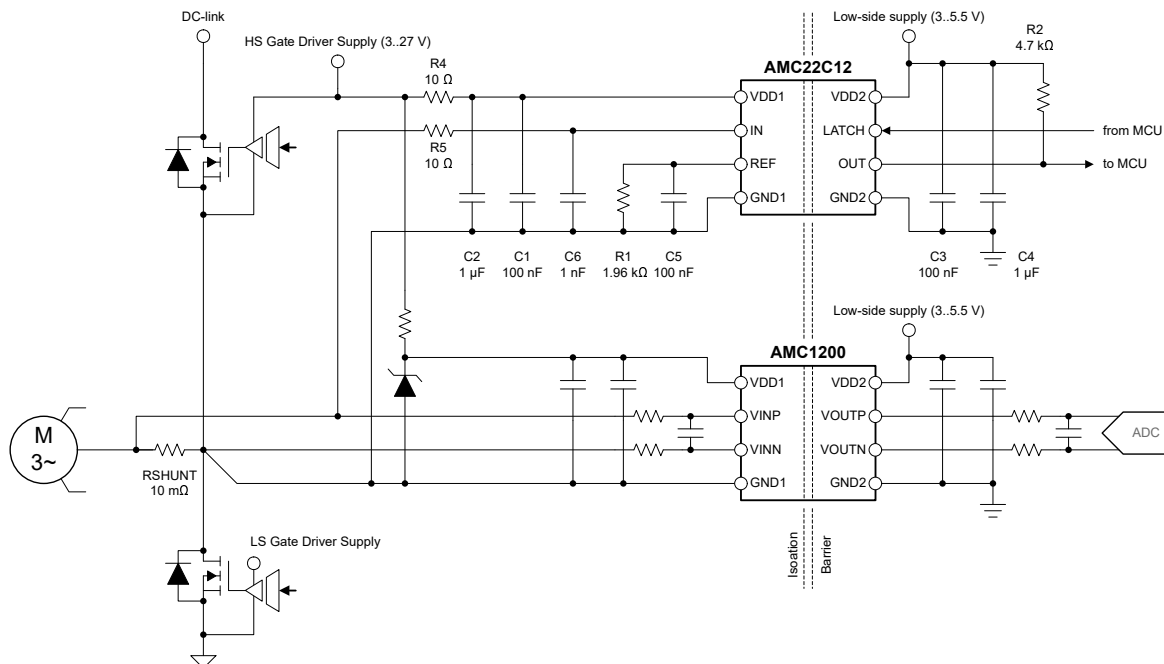 DC-link
HS Gate Driver Supply (3..27 V)
Low-side supply (3..5.5 V)
R2
4.7 kΩ
R4
10 Ω
AMC22C12
VDD1
VDD2
IN
LATCH
from MCU
R5
10 Ω
REF
OUT
to MCU
GND1
GND2
C2
1 µF
C1
100 nF
C6
1 nF
R1
1.96 kΩ
C5
100 nF
C3
100 nF
C4
1 µF
Low-side supply (3..5.5 V)
AMC1200
VDD1
VDD2
VINP
VOUTP
M
3~
ADC
VINN
VOUTN
RSHUNT
10 mΩ
GND1
GND2
LS Gate Driver Supply
Isoation
Barrier